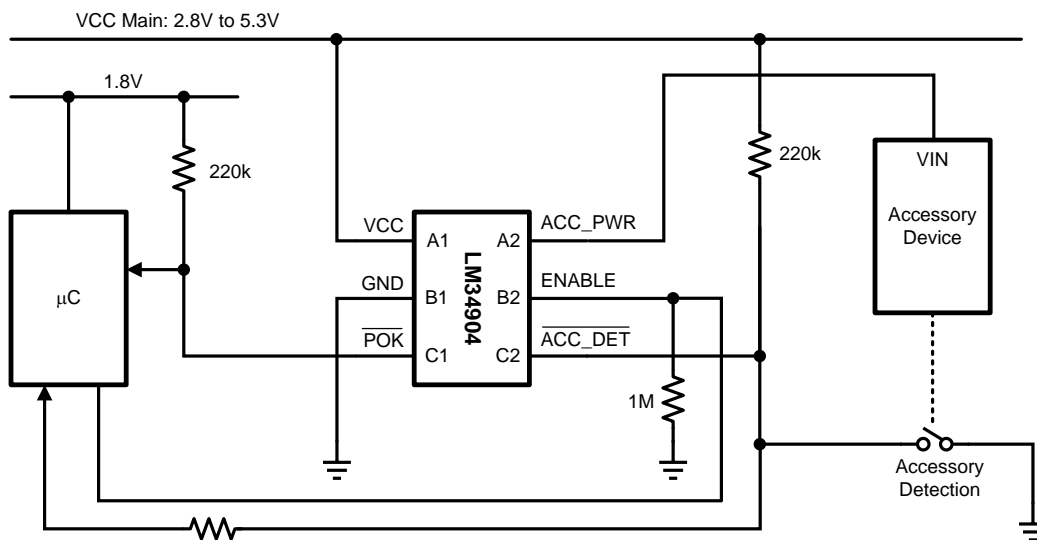 VCC Main: 2.8V to 5.3V
1.8V
220k
220k
VIN
Accessory
Device
VCC
A1
A2
ACC_PWR
GND
B1
B2
ENABLE
POK
C1
C2
ACC_DET
LM34904
μC
1M
Accessory
Detection